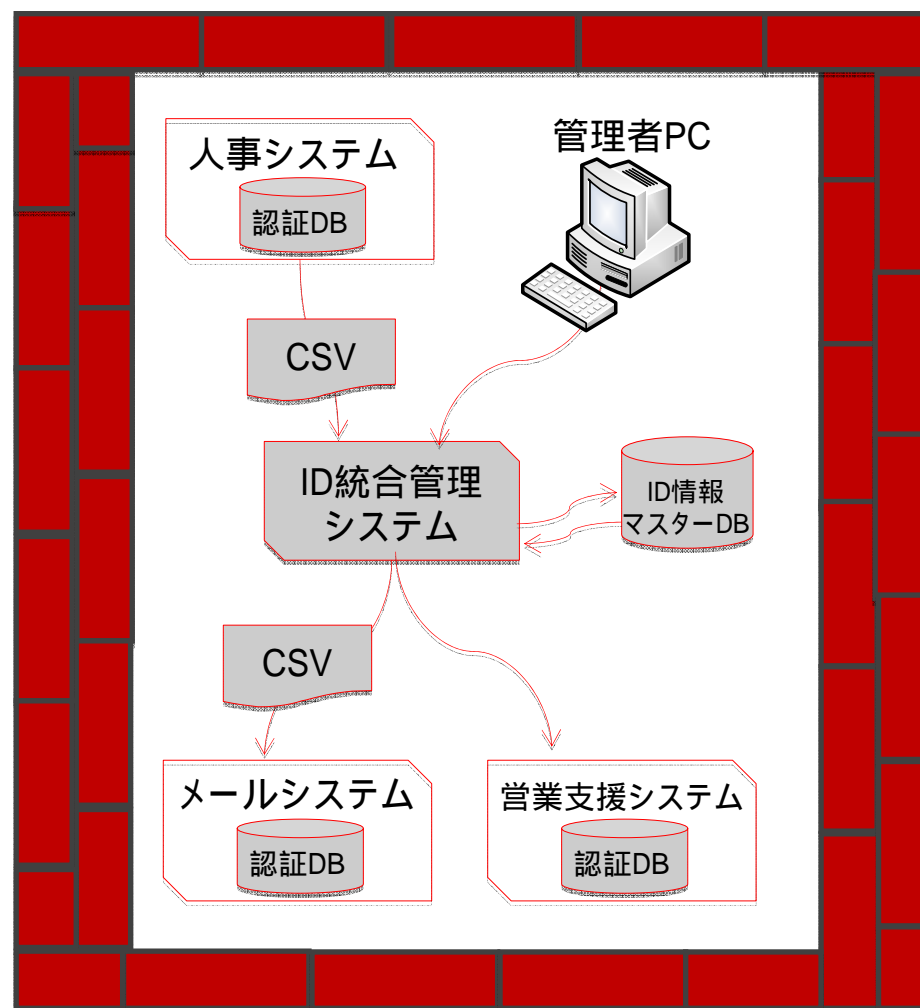 人事システム
認証DB
管理者PC
CSV
ID統合管理
システム
ID情報
マスターDB
CSV
メールシステム
認証DB
営業支援システム
認証DB